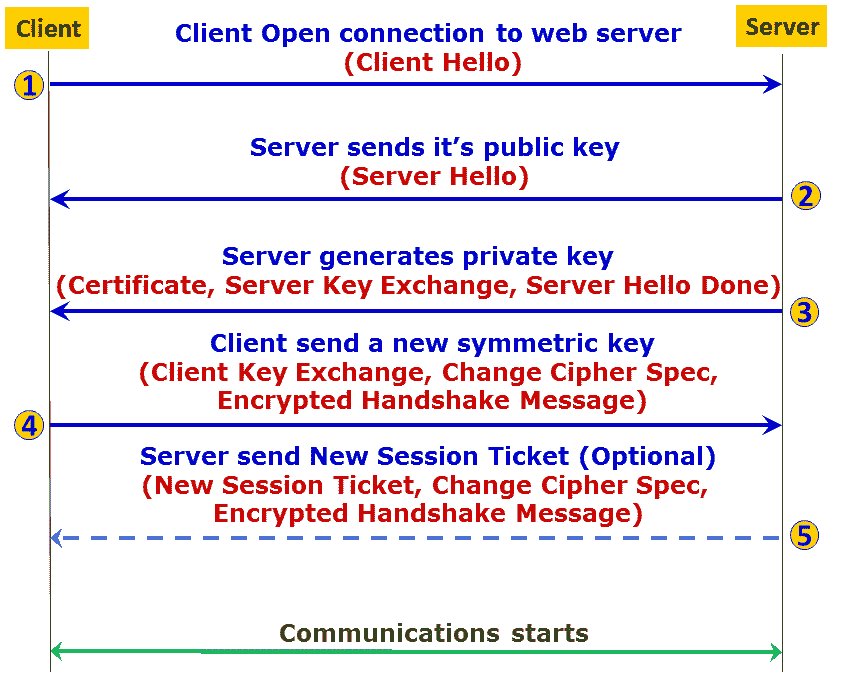 Client
Server
Client Open connection to web server
(Client Hello)
1
Server sends it’s public key
(Server Hello)
2
Server generates private key
(Certificate, Server Key Exchange, Server Hello Done)
3
Client send a new symmetric key
(Client Key Exchange, Change Cipher Spec,
Encrypted Handshake Message)
4
Server send New Session Ticket (Optional)
(New Session Ticket, Change Cipher Spec,
Encrypted Handshake Message)
5
Communications starts